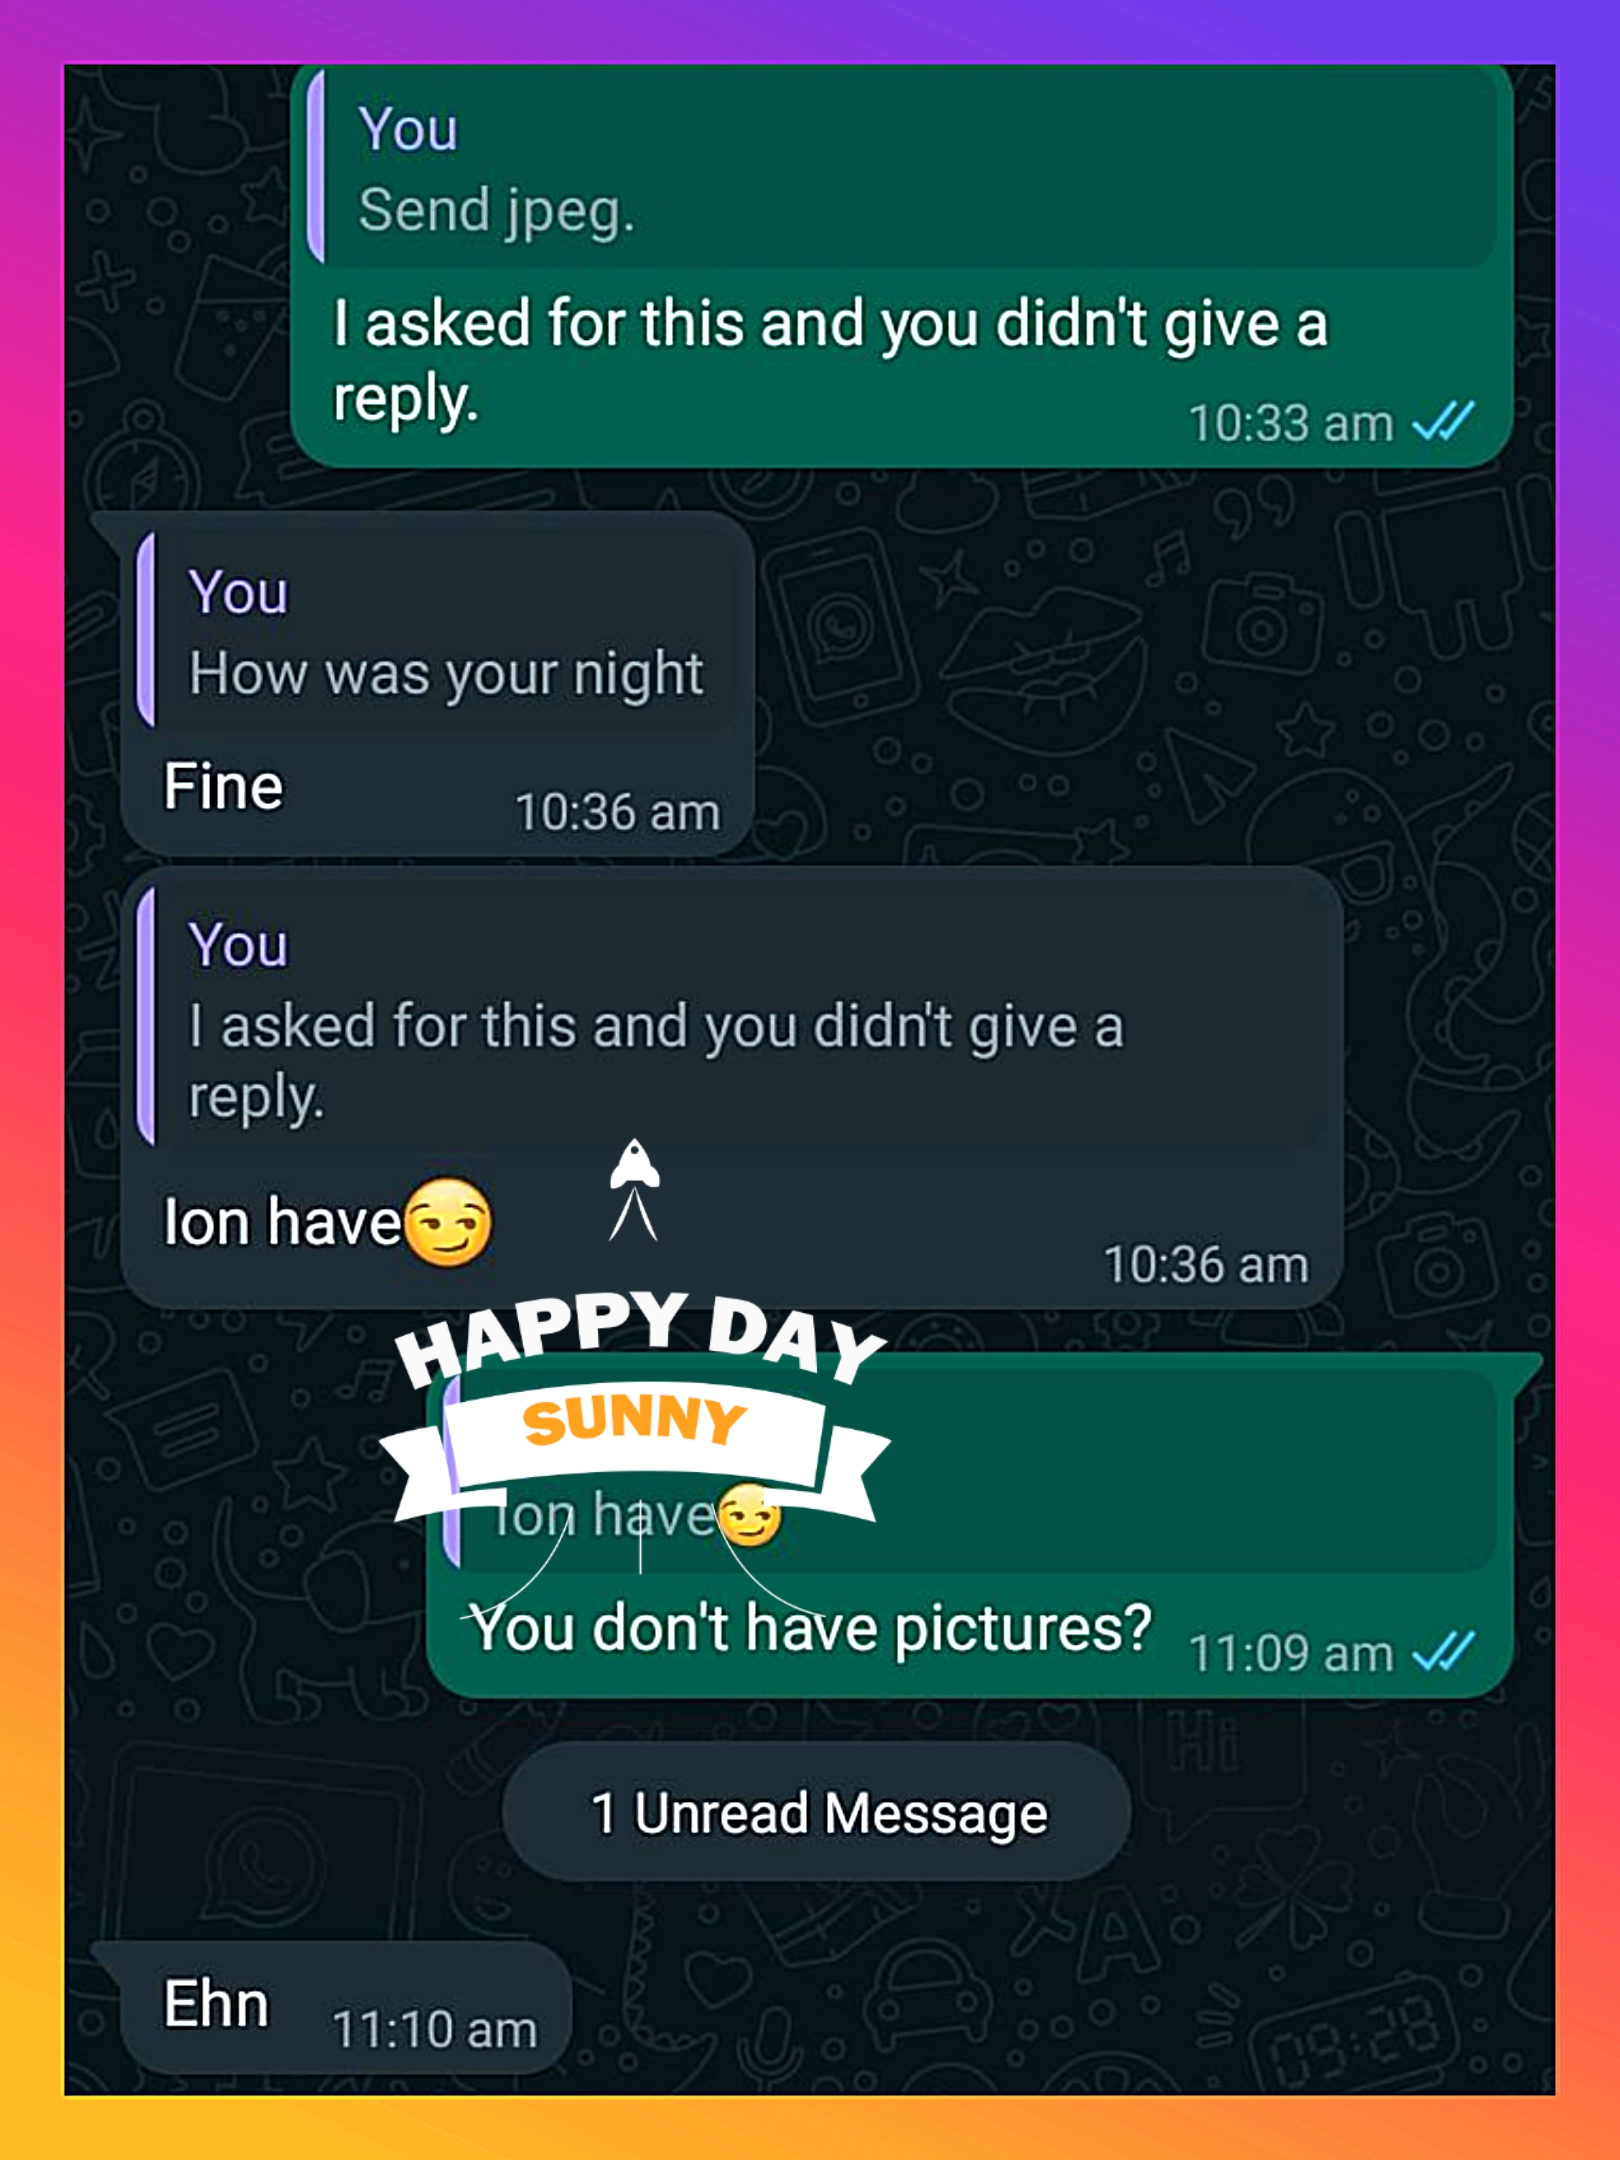 You
Send jpeg.
I asked for this and you didn't give a
reply.
10:33 am
You
How was your night
Fine
10:36 am
You
I asked for this and you didn't give a
reply.
Ion have😏
10:36 am
HAPPY DAY
SUNNY
Ion have😏
You don't have pictures?
11:09 am
1 Unread Message
Ehn
11:10 am